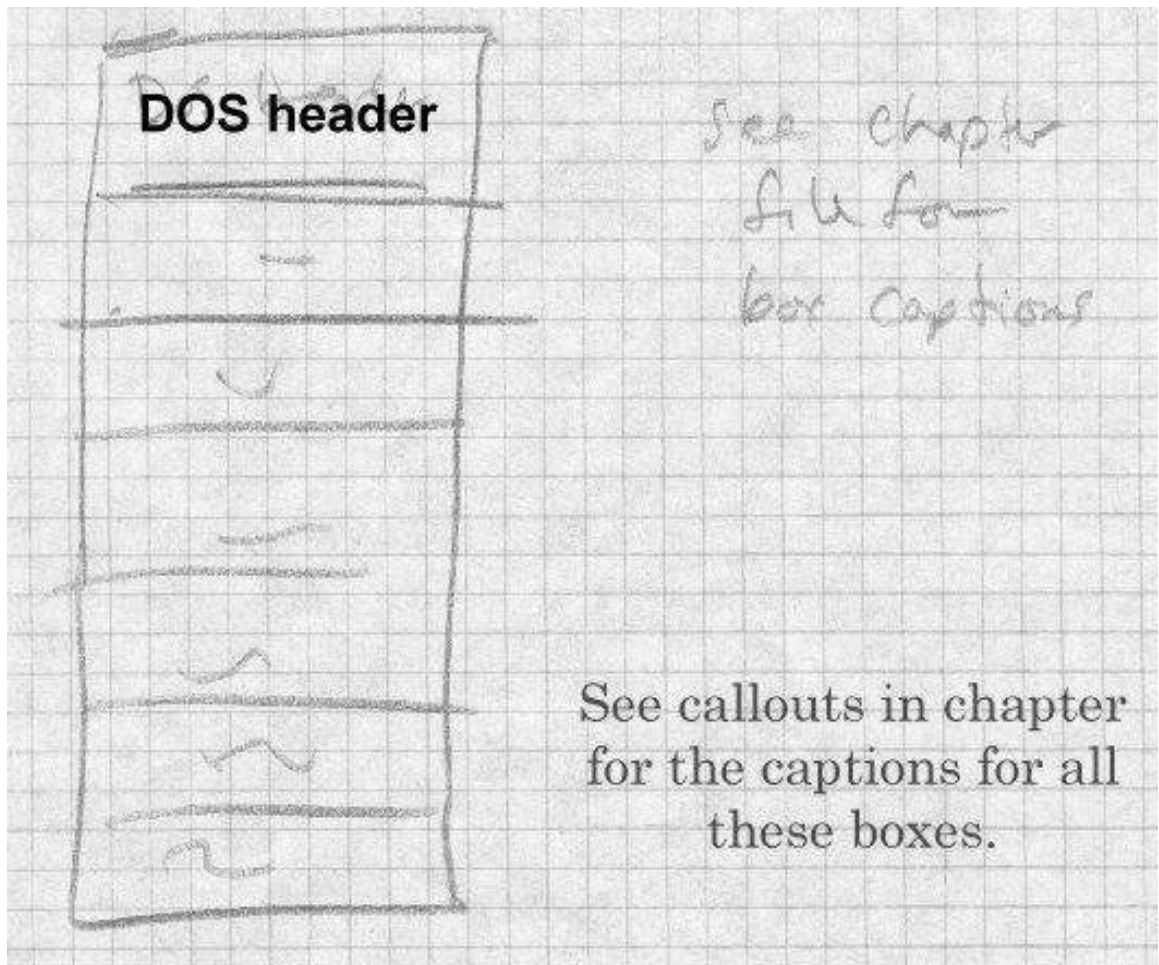 DOS header
see chapter
file for
box captions
See callouts in chapter
for the captions for all
these boxes.